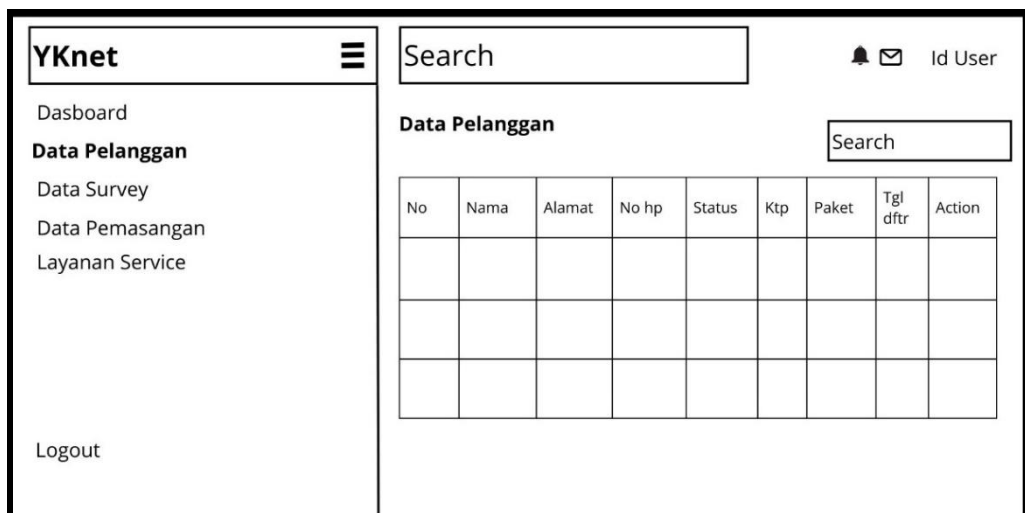 YKnet
Dasboard
Data Pelanggan
Data Survey
Data Pemasangan
Layanan Service
Logout
Search
Id User
Data Pelanggan
Search
No Nama Alamat No hp Status Ktp Paket Tgl dftr Action